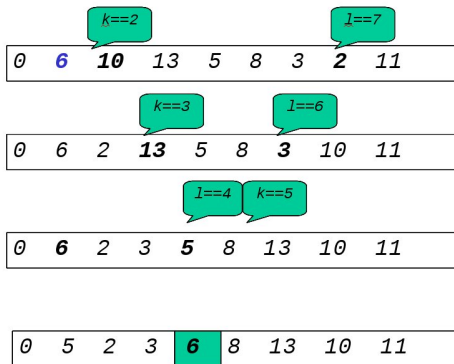 k==2 l==7
0 6 10 13 5 8 3 2 11
k==3 l==6
0 6 2 13 5 8 3 10 11
l==4 k==5
0 6 2 3 5 8 13 10 11
0 5 2 3 6 8 13 10 11